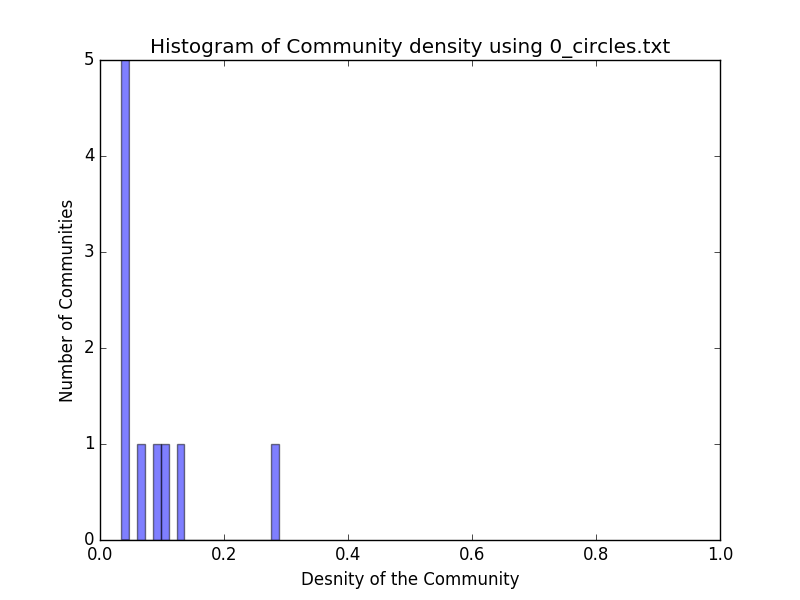 Histogram of Community density using 0_circles.txt
5
4
3
2
1
0
Number of Communities
0.0 0.2 0.4 0.6 0.8 1.0
Desnity of the Community